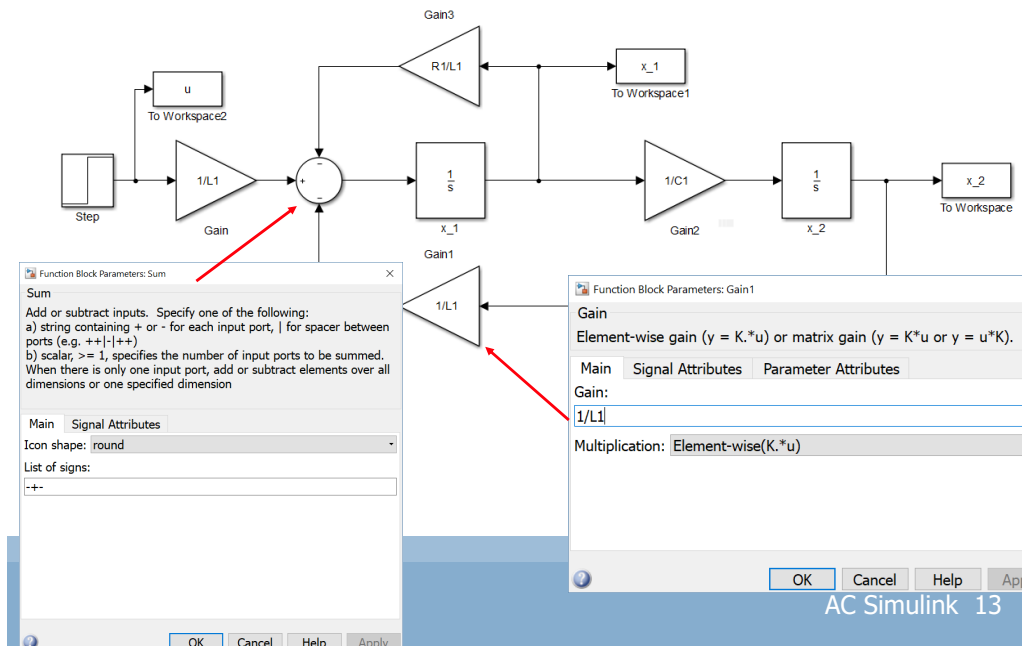 Gain3
R1/L1
x_1
To Workspace1
u
To Workspace2
Step
1/L1
Gain
+
-
-
1
s
x_1
1/C1
Gain2
1
s
x_2
x_2
To Workspace
Gain1
1/L1
Function Block Parameters: Sum
Sum
Add or subtract inputs. Specify one of the following:
a) string containing + or - for each input port, | for spacer between
ports (e.g. ++|-|++)
b) scalar, >= 1, specifies the number of input ports to be summed.
When there is only one input port, add or subtract elements over all
dimensions or one specified dimension
Main Signal Attributes
Icon shape: round
List of signs:
-+-
OK Cancel Help Apply
Function Block Parameters: Gain1
Gain
Element-wise gain (y = K.*u) or matrix gain (y = K*u or y = u*K).
Main Signal Attributes Parameter Attributes
Gain:
1/L1
Multiplication: Element-wise(K.*u)
OK Cancel Help
AC Simulink 13